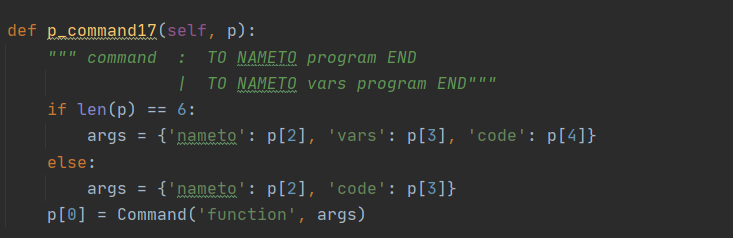 def p_command17(self, p):
    """ command  :  TO NAMETO program END
                 |  TO NAMETO vars program END"""
    if len(p) == 6:
        args = {'nameto': p[2], 'vars': p[3], 'code': p[4]}
    else:
        args = {'nameto': p[2], 'code': p[3]}
    p[0] = Command('function', args)